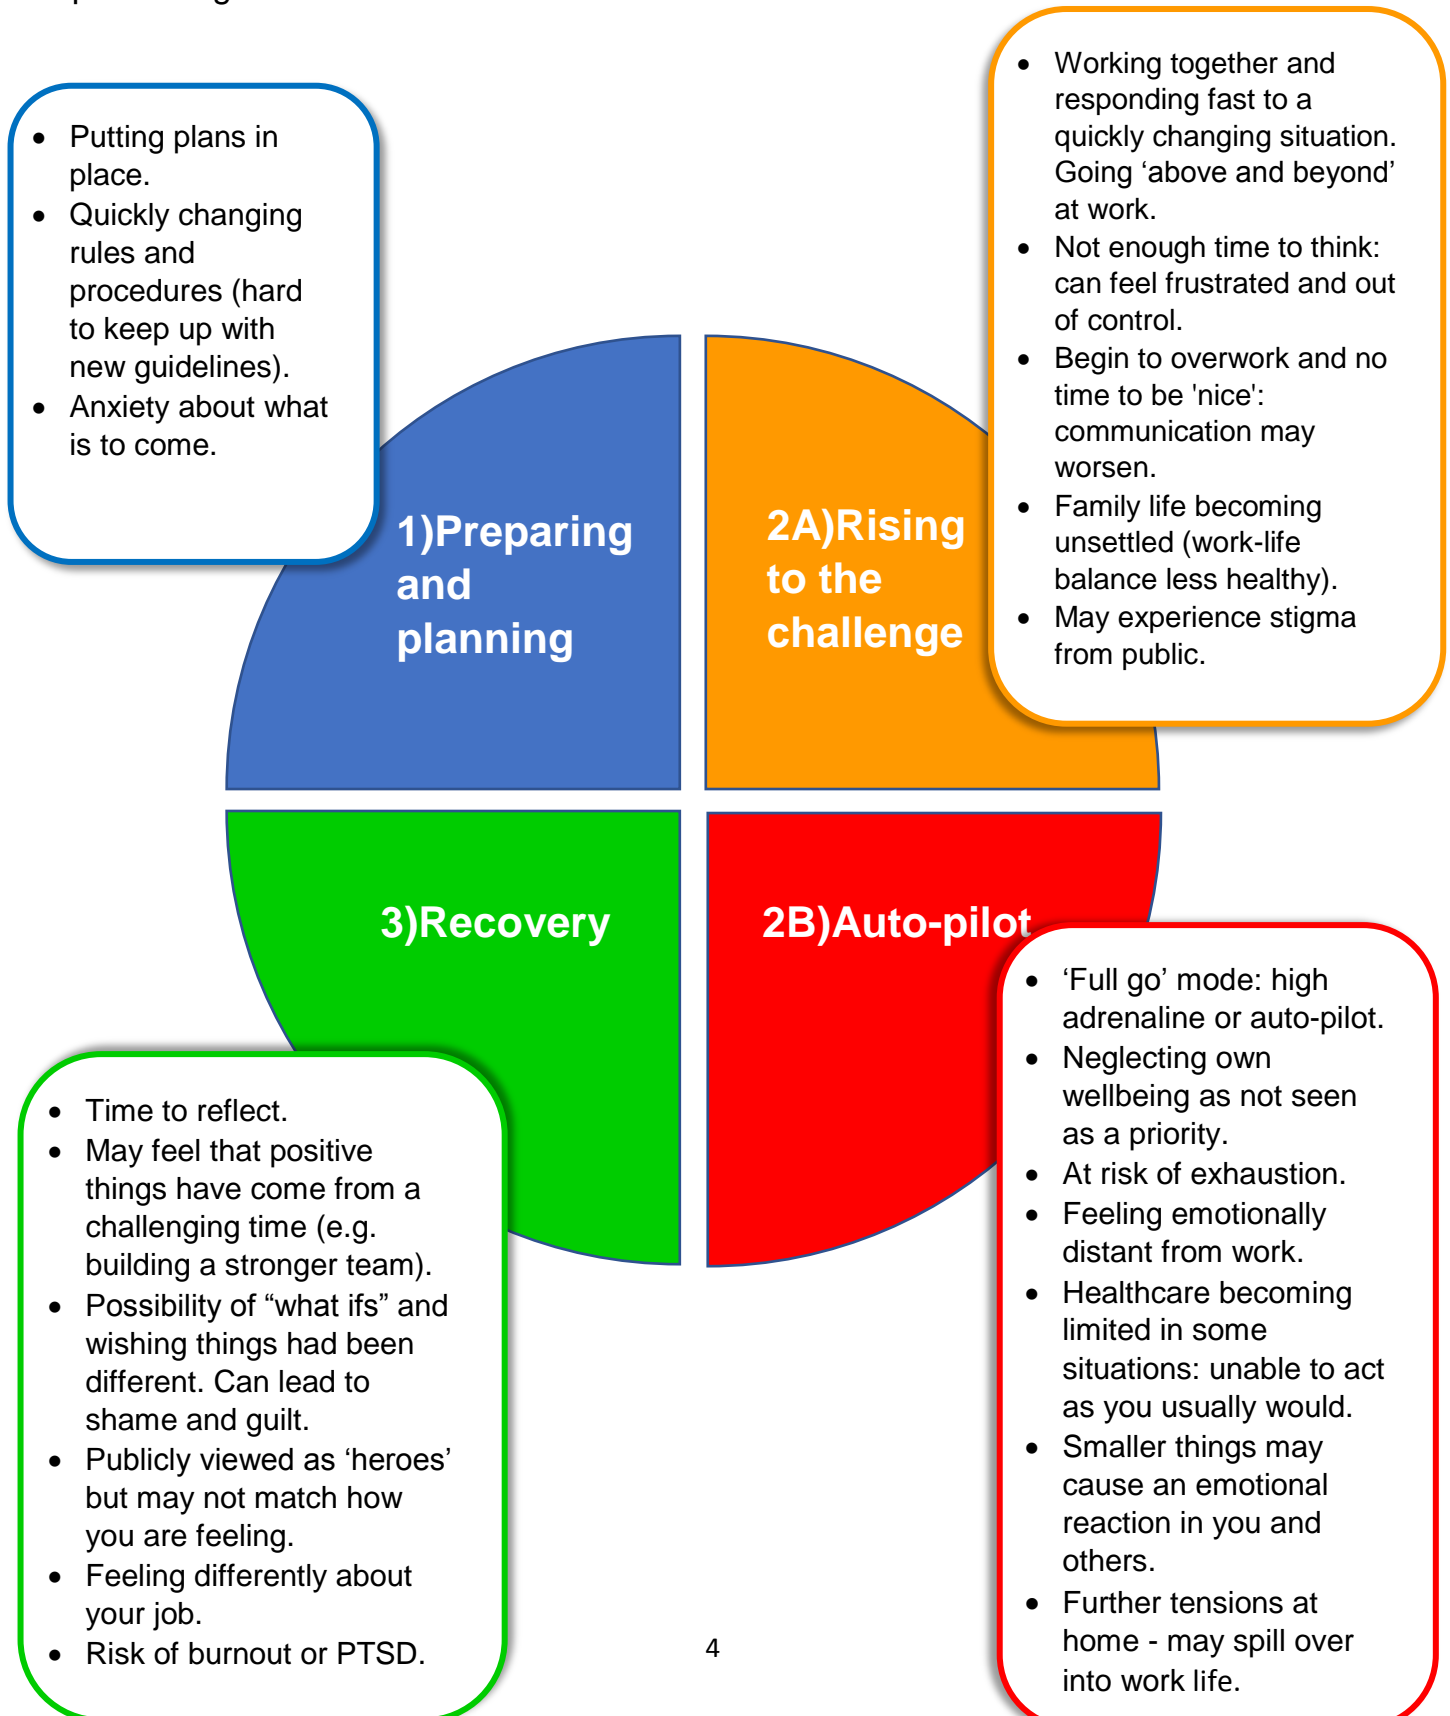 • Putting plans in
place.
• Quickly changing
rules and
procedures (hard
to keep up with
new guidelines).
• Anxiety about what
is to come.
• Working together and
responding fast to a
quickly changing situation.
Going ‘above and beyond’
at work.
• Not enough time to think:
can feel frustrated and out
of control.
• Begin to overwork and no
time to be 'nice':
communication may
worsen.
• Family life becoming
unsettled (work-life
balance less healthy).
• May experience stigma
from public.
1)Preparing
and
planning
2A)Rising
to the
challenge
3)Recovery
2B)Auto-pilot
• Time to reflect.
• May feel that positive
things have come from a
challenging time (e.g.
building a stronger team).
• Possibility of “what ifs” and
wishing things had been
different. Can lead to
shame and guilt.
• Publicly viewed as ‘heroes’
but may not match how
you are feeling.
• Feeling differently about
your job.
• Risk of burnout or PTSD.
• ‘Full go’ mode: high
adrenaline or auto-pilot.
• Neglecting own
wellbeing as not seen
as a priority.
• At risk of exhaustion.
• Feeling emotionally
distant from work.
• Healthcare becoming
limited in some
situations: unable to act
as you usually would.
• Smaller things may
cause an emotional
reaction in you and
others.
• Further tensions at
home - may spill over
into work life.
4